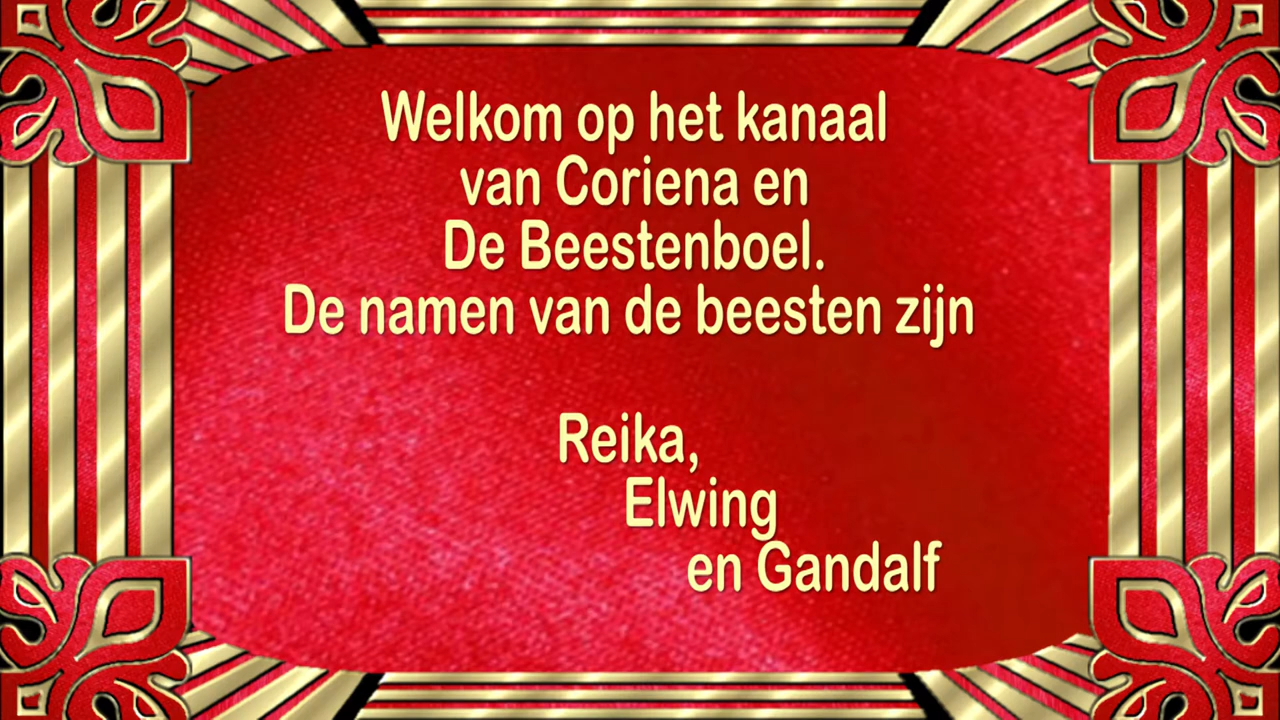 Welkom op het kanaal
van Coriena en
De Beestenboel.
De namen van de beesten zijn
Reika,
Elwing
en Gandalf